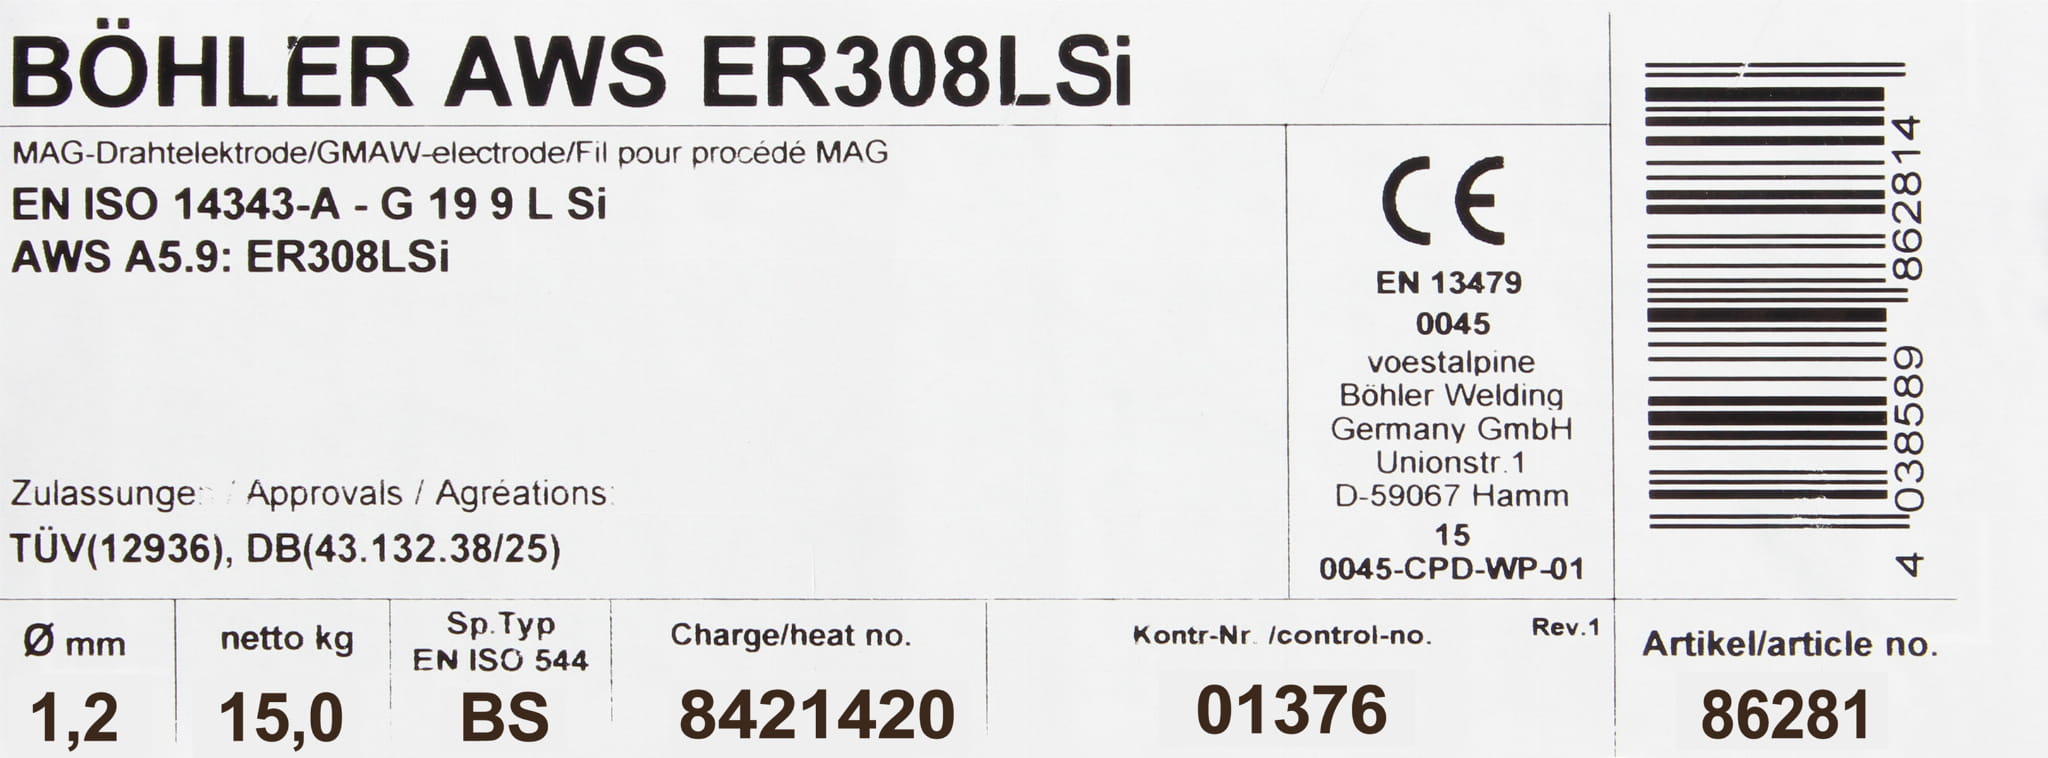 BÖHLER AWS ER308LSi
MAG-Drahtelektrode/GMAW-electrode/Fil pour procédé MAG
EN ISO 14343-A - G 19 9 L Si
AWS A5.9: ER308LSi
Zulassunge / Approvals / Agréations:
TÜV(12936), DB(43.132.38/25)
CE
EN 13479
0045
voestalpine
Böhler Welding
Germany GmbH
Unionstr.1
D-59067 Hamm
15
0045-CPD-WP-01
4 038589 862814
Ø mm
1,2
netto kg
15,0
Sp.Typ
EN ISO 544
BS
Charge/heat no.
8421420
Kontr-Nr. /control-no.
Rev.1
01376
Artikel/article no.
86281